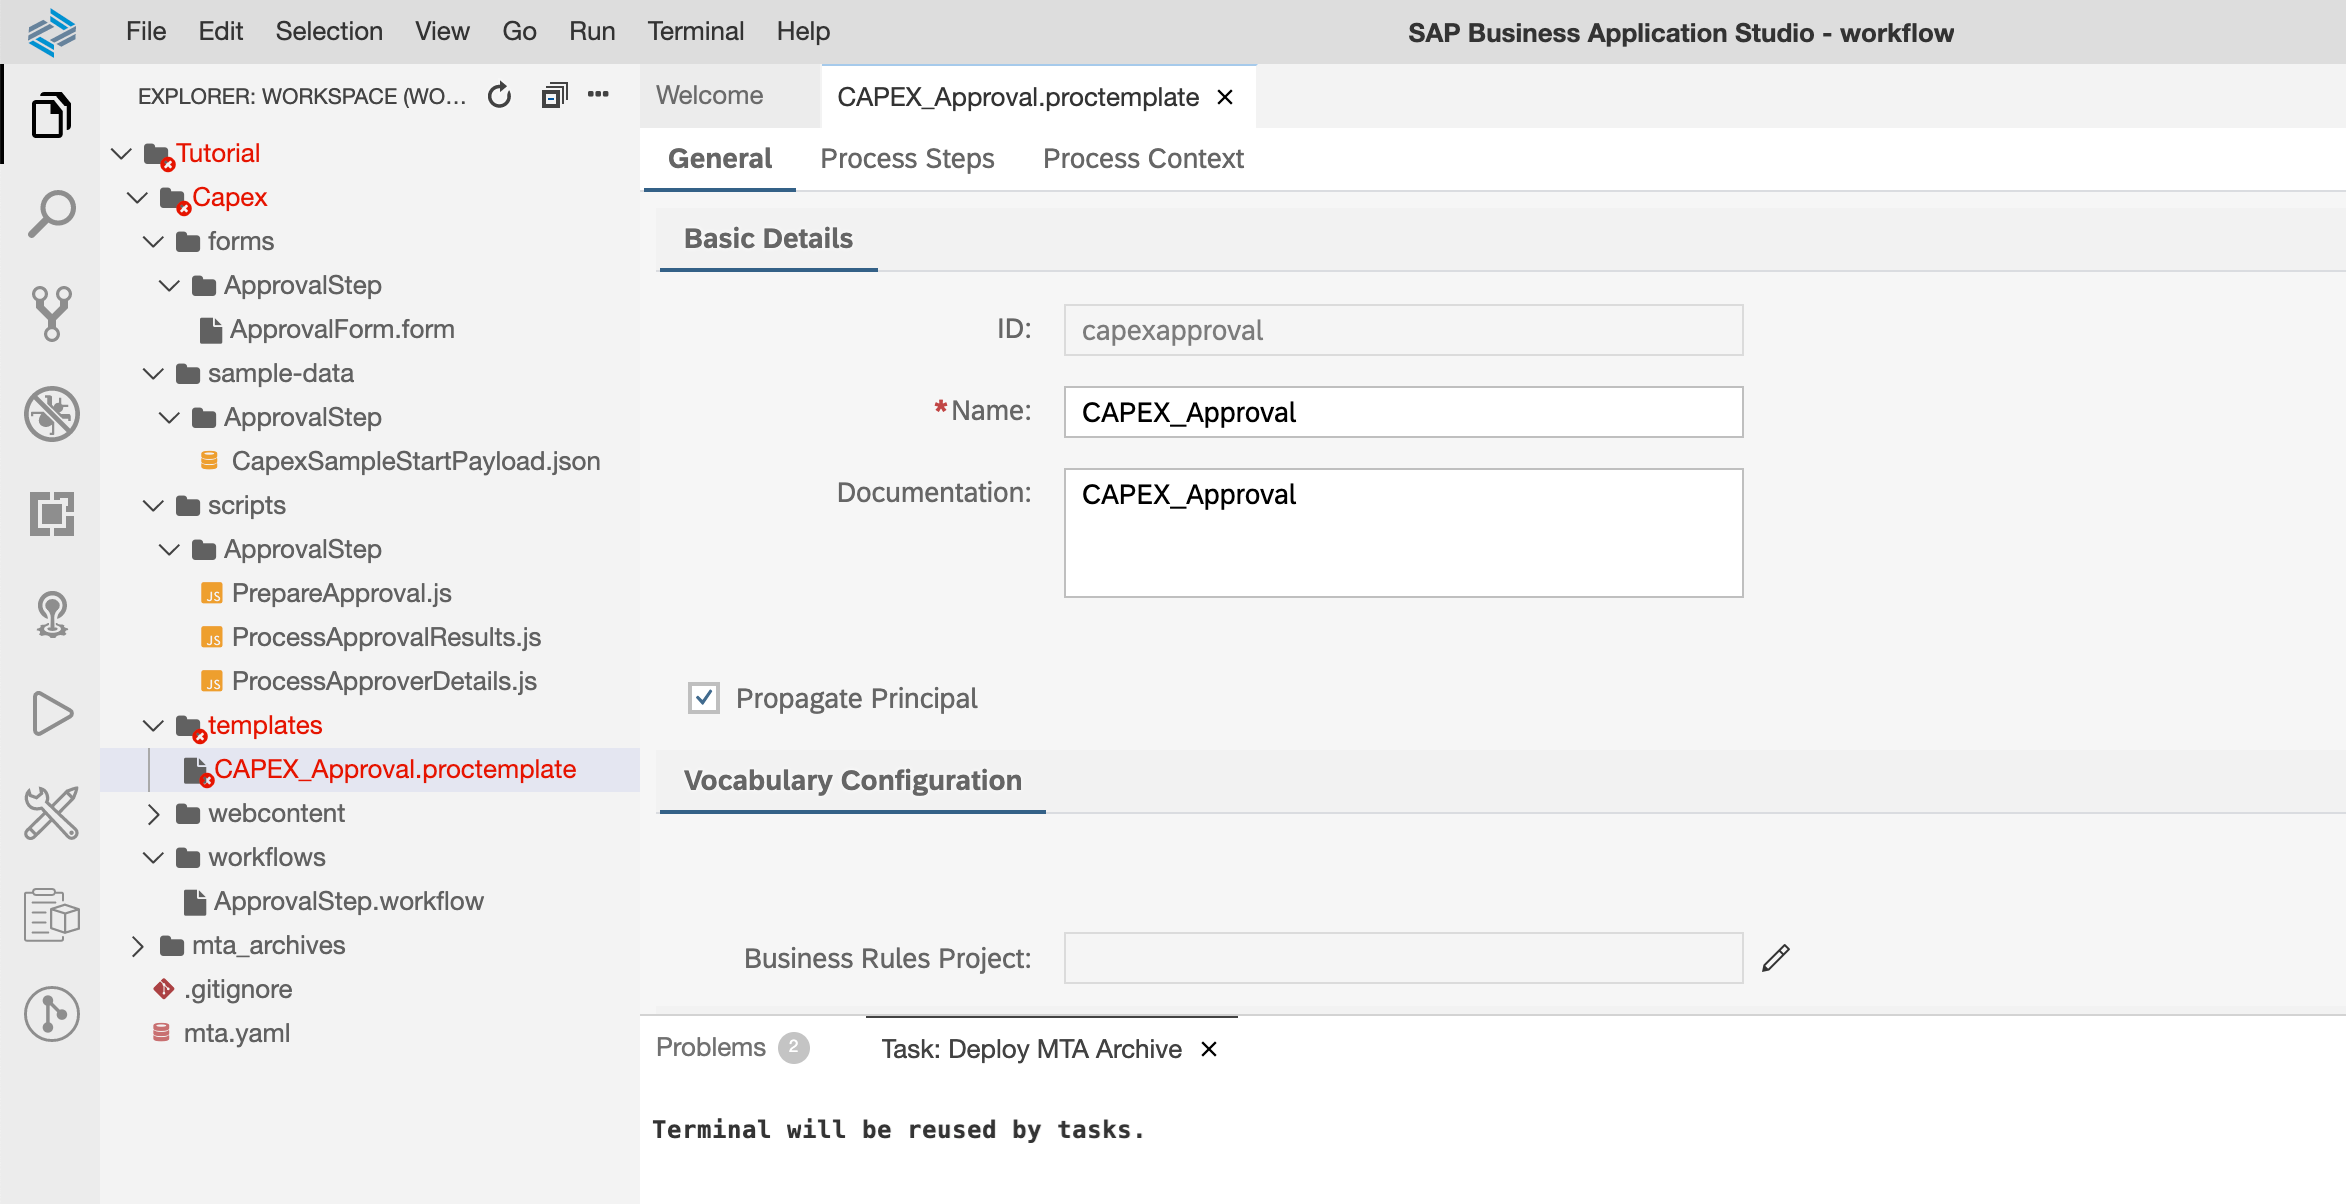 File Edit Selection View Go Run Terminal Help
SAP Business Application Studio - workflow
EXPLORER: WORKSPACE (WO...
Tutorial
Capex
forms
ApprovalStep
ApprovalForm.form
sample-data
ApprovalStep
CapexSampleStartPayload.json
scripts
ApprovalStep
JS PrepareApproval.js
JS ProcessApprovalResults.js
JS ProcessApproverDetails.js
templates
CAPEX_Approval.proctemplate
webcontent
workflows
ApprovalStep.workflow
mta_archives
.gitignore
mta.yaml
Welcome
CAPEX_Approval.proctemplate
General Process Steps Process Context
Basic Details
ID: capexapproval
*Name: CAPEX_Approval
Documentation: CAPEX_Approval
Propagate Principal
Vocabulary Configuration
Business Rules Project:
Problems 2
Task: Deploy MTA Archive
Terminal will be reused by tasks.